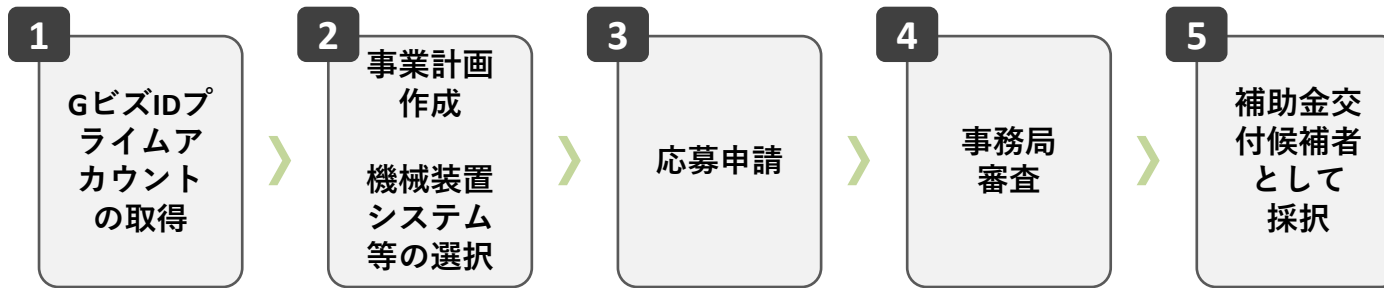 1
GビズIDプ
ライムア
カウント
の取得
2
事業計画
作成
機械装置
システム
等の選択
3
応募申請
4
事務局
審査
5
補助金交
付候補者
として
採択